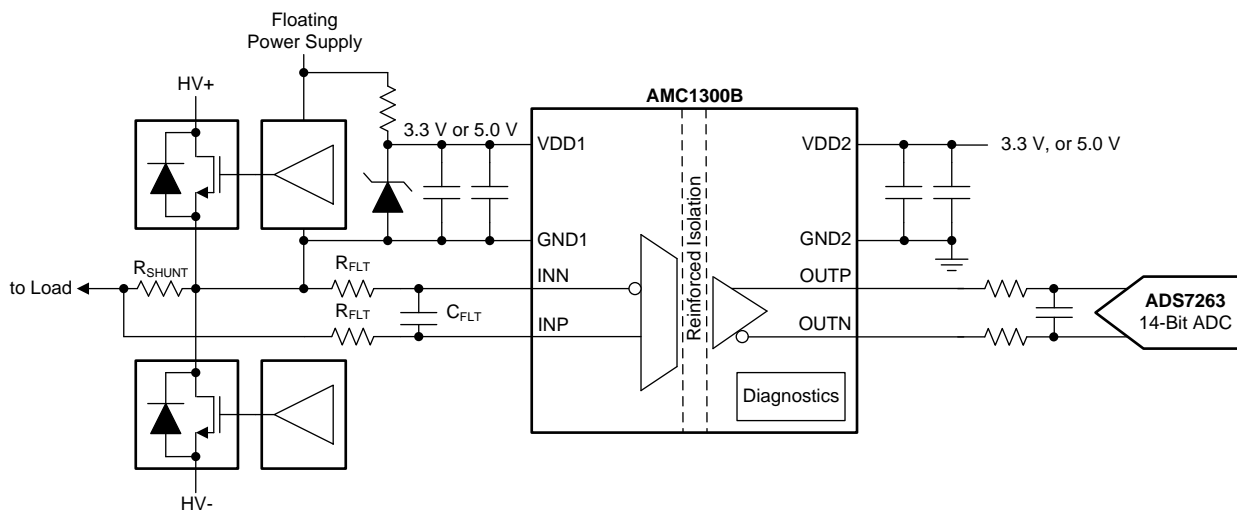 Floating
Power Supply
HV+
AMC1300B
3.3 V or 5.0 V
VDD1
VDD2
3.3 V, or 5.0 V
Reinforced Isolation
GND1
GND2
RSHUNT
RFLT
to Load
INN
OUTP
RFLT
CFLT
INP
OUTN
ADS7263
14-Bit ADC
Diagnostics
HV-